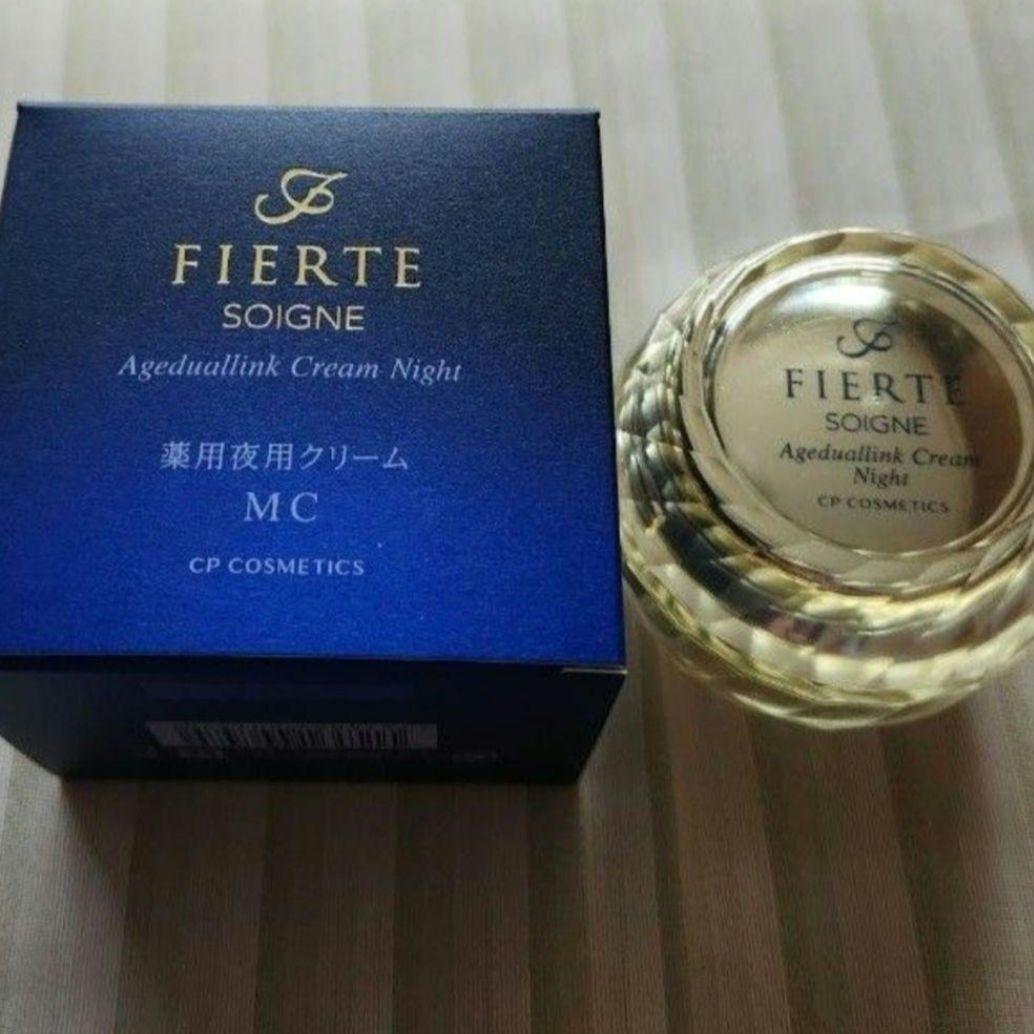 FIERTE
SOIGNE
Ageduallink Cream Night
薬用夜用クリーム
MC
CP COSMETICS
FIERTE
SOIGNE
Ageduallink Cream
Night
CP COSMETICS